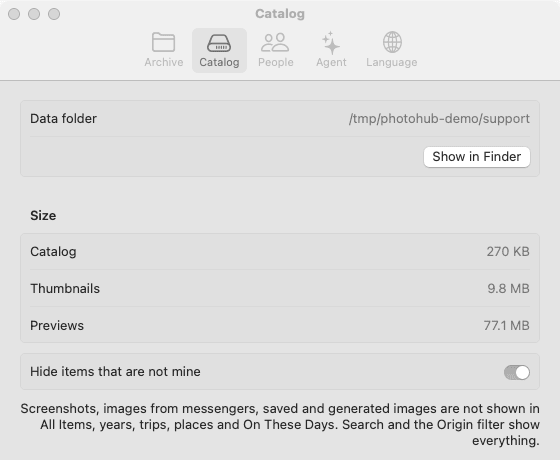 Catalog
Archive
Catalog
People
Agent
Language
Data folder
/tmp/photohub-demo/support
Show in Finder
Size
Catalog
270 KB
Thumbnails
9.8 MB
Previews
77.1 MB
Hide items that are not mine
Screenshots, images from messengers, saved and generated images are not shown in
All Items, years, trips, places and On These Days. Search and the Origin filter show
everything.